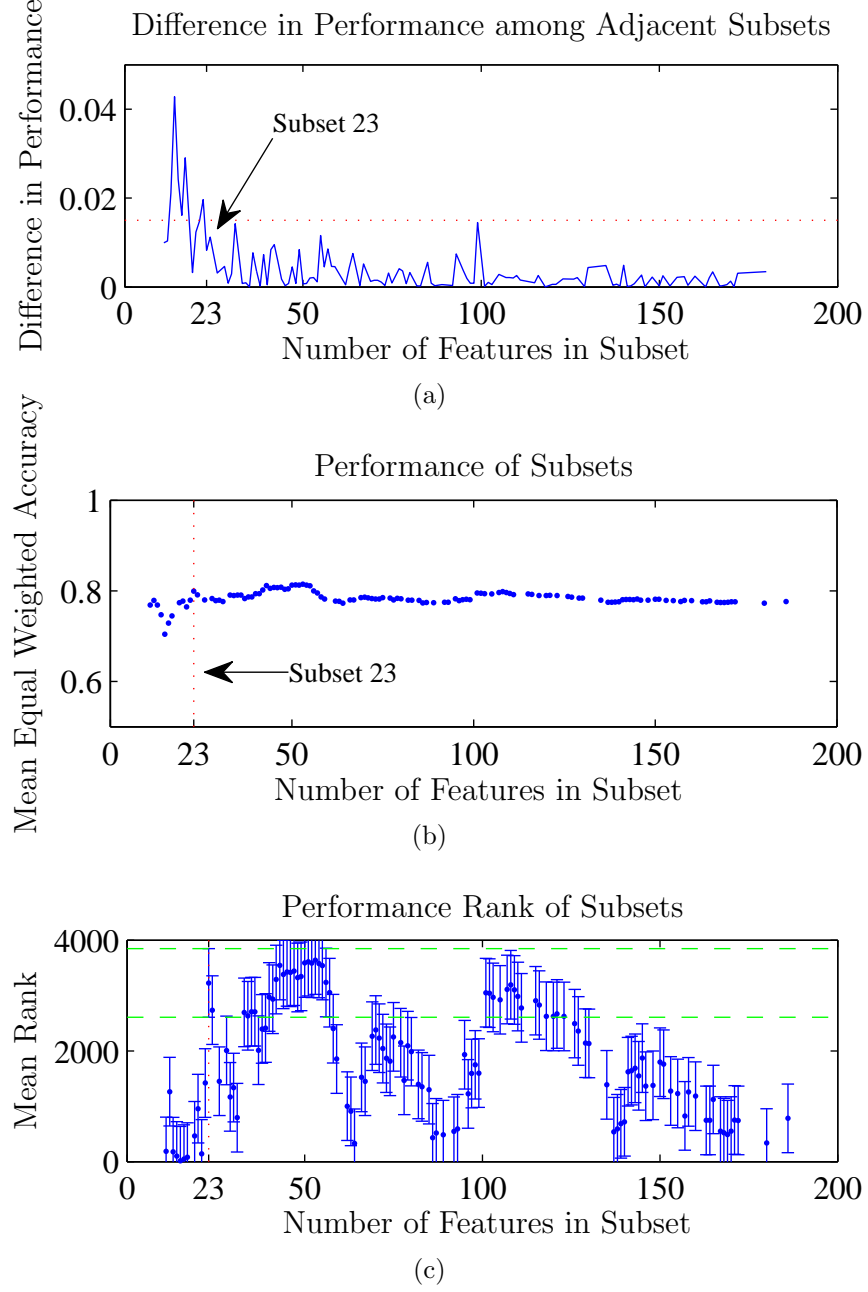 Difference in Performance among Adjacent Subsets
Difference in Performance
0.04
0.02
0
Subset 23
0 23 50 100 150 200
Number of Features in Subset
(a)
Performance of Subsets
Mean Equal Weighted Accuracy
1
0.8
0.6
Subset 23
0 23 50 100 150 200
Number of Features in Subset
(b)
Performance Rank of Subsets
Mean Rank
4000
2000
0
0 23 50 100 150 200
Number of Features in Subset
(c)